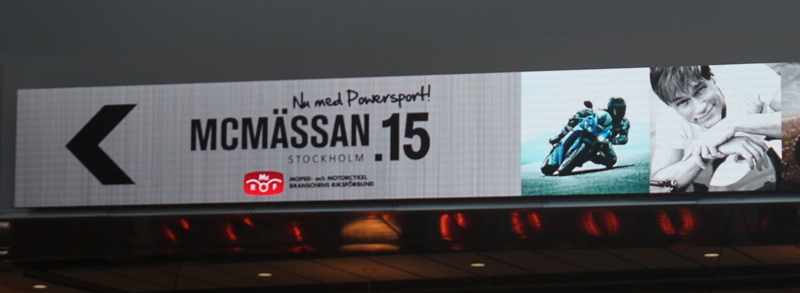 Nu med Powersport!
MCMÄSSAN
STOCKHOLM .15
Mc
R F
MOPED- och MOTORCYKEL
BRANSCHENS RIKSFÖRBUND